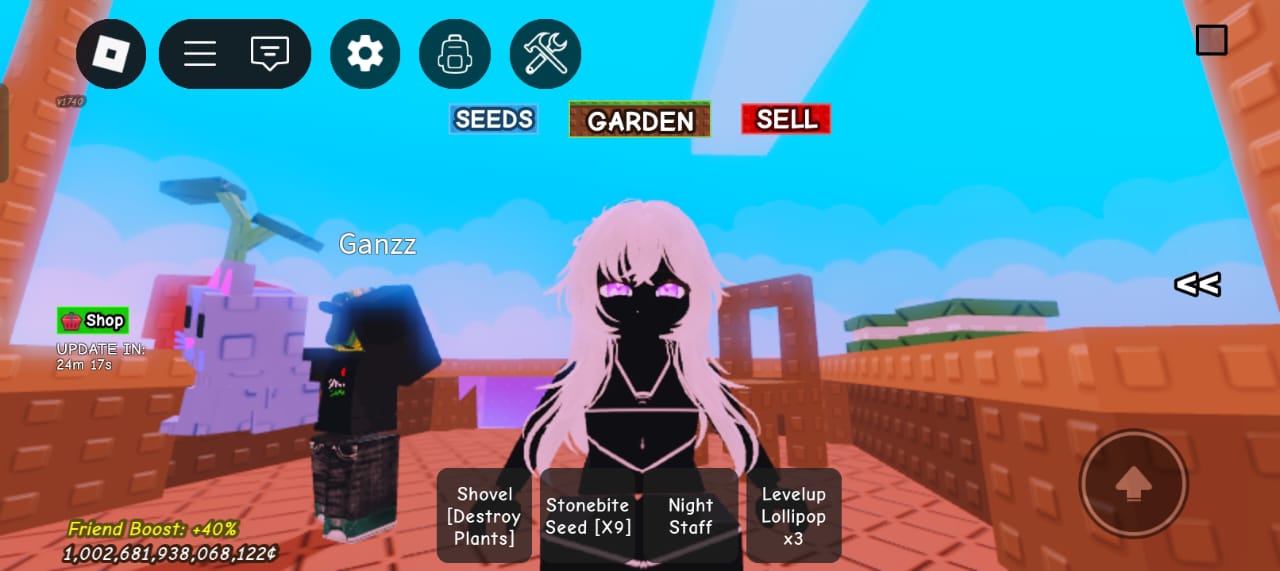 v1740
SEEDS
GARDEN
SELL
Ganzz
Shop
UPDATE IN:
24m 17s
Shovel
[Destroy
Plants]
Stonebite
Seed [X9]
Night
Staff
Levelup
Lollipop
x3
Friend Boost: +40%
1,002,681,938,068,122¢
<<